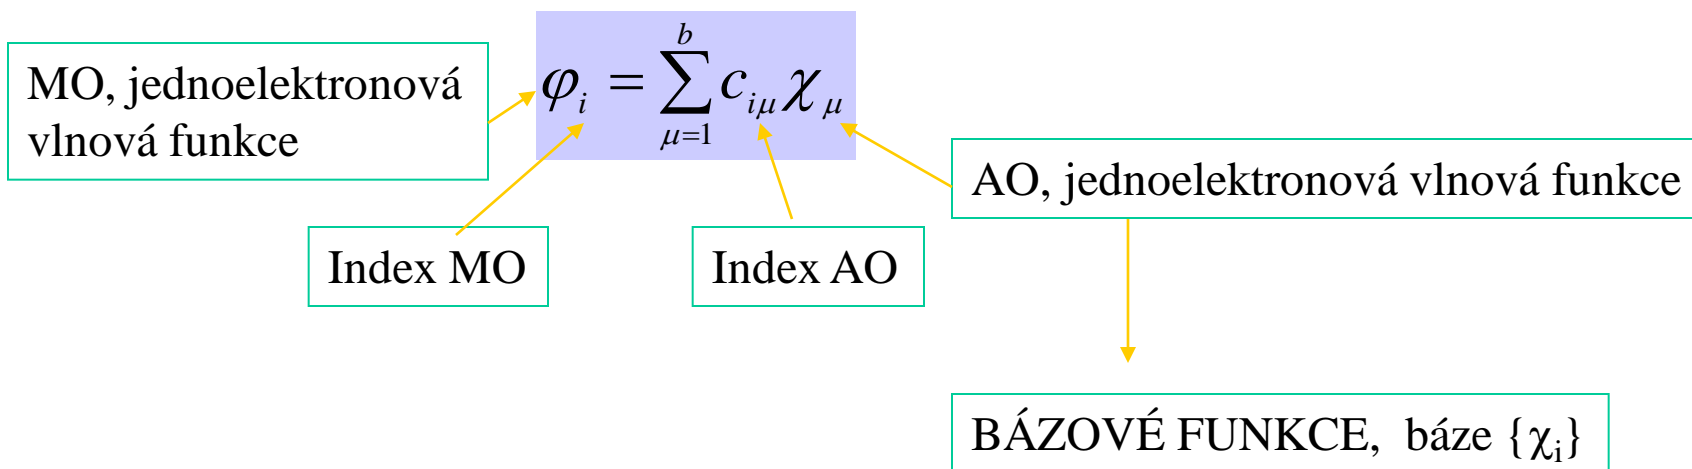 φ_i = \sum_{μ=1}^{b} c_{iμ} χ_μ
MO, jednoelektronová
vlnová funkce
AO, jednoelektronová vlnová funkce
Index MO
Index AO
BÁZOVÉ FUNKCE, báze {χ_i}